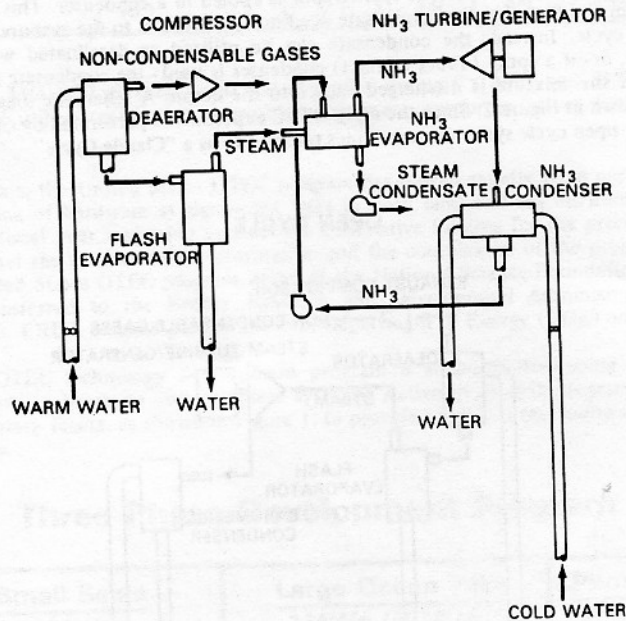 COMPRESSOR
NH3 TURBINE/GENERATOR
NON-CONDENSABLE GASES
NH3
DEAERATOR
STEAM
NH3
EVAPORATOR
STEAM
CONDENSATE
NH3
CONDENSER
FLASH
EVAPORATOR
NH3
WARM WATER
WATER
WATER
COLD WATER